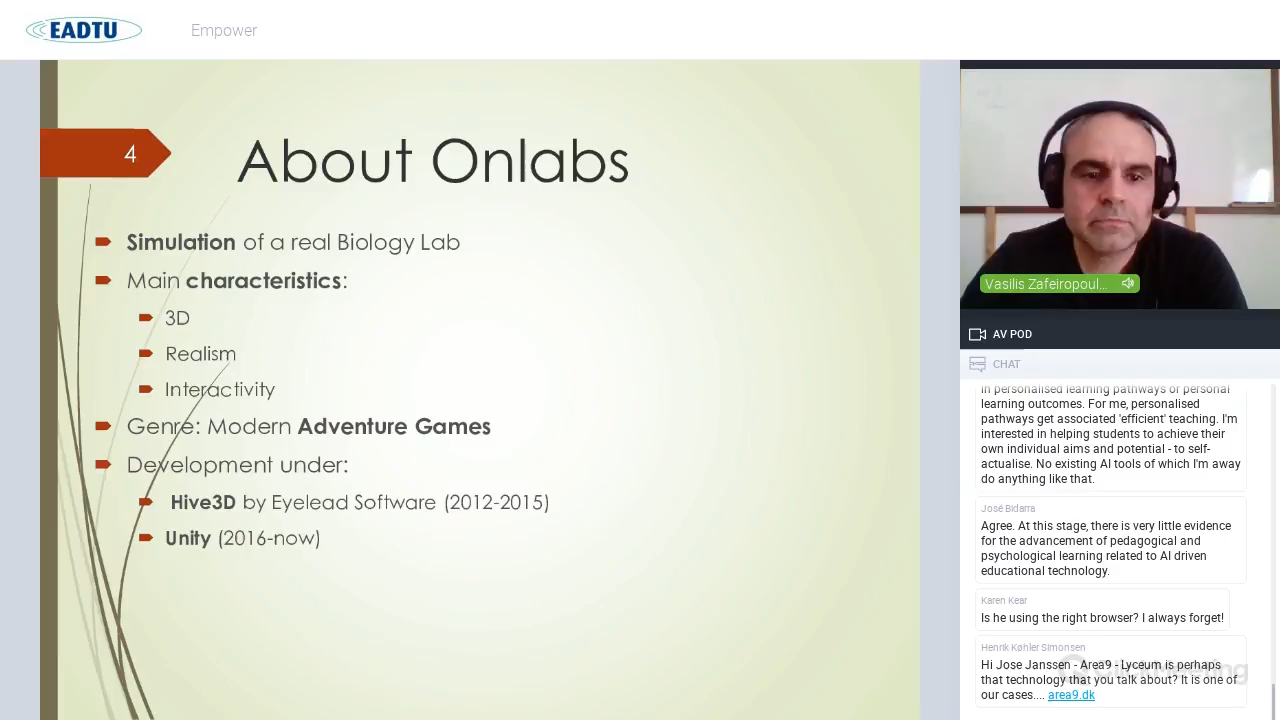 EADTU
Empower
4
About Onlabs
Simulation of a real Biology Lab
Main characteristics:
3D
Realism
Interactivity
Genre: Modern Adventure Games
Development under:
Hive3D by Eyelead Software (2012-2015)
Unity (2016-now)
Vasilis Zafeiropoul...
AV POD
CHAT
in personalised learning pathways or personal
learning outcomes. For me, personalised
pathways get associated 'efficient' teaching. I'm
interested in helping students to achieve their
own individual aims and potential - to self-
actualise. No existing AI tools of which I'm away
do anything like that.
José Bidarra
Agree. At this stage, there is very little evidence
for the advancement of pedagogical and
psychological learning related to AI driven
educational technology.
Karen Kear
Is he using the right browser? I always forget!
Henrik Køhler Simonsen
Hi Jose Janssen - Area9 - Lyceum is perhaps
that technology that you talk about? It is one of
our cases.... area9.dk